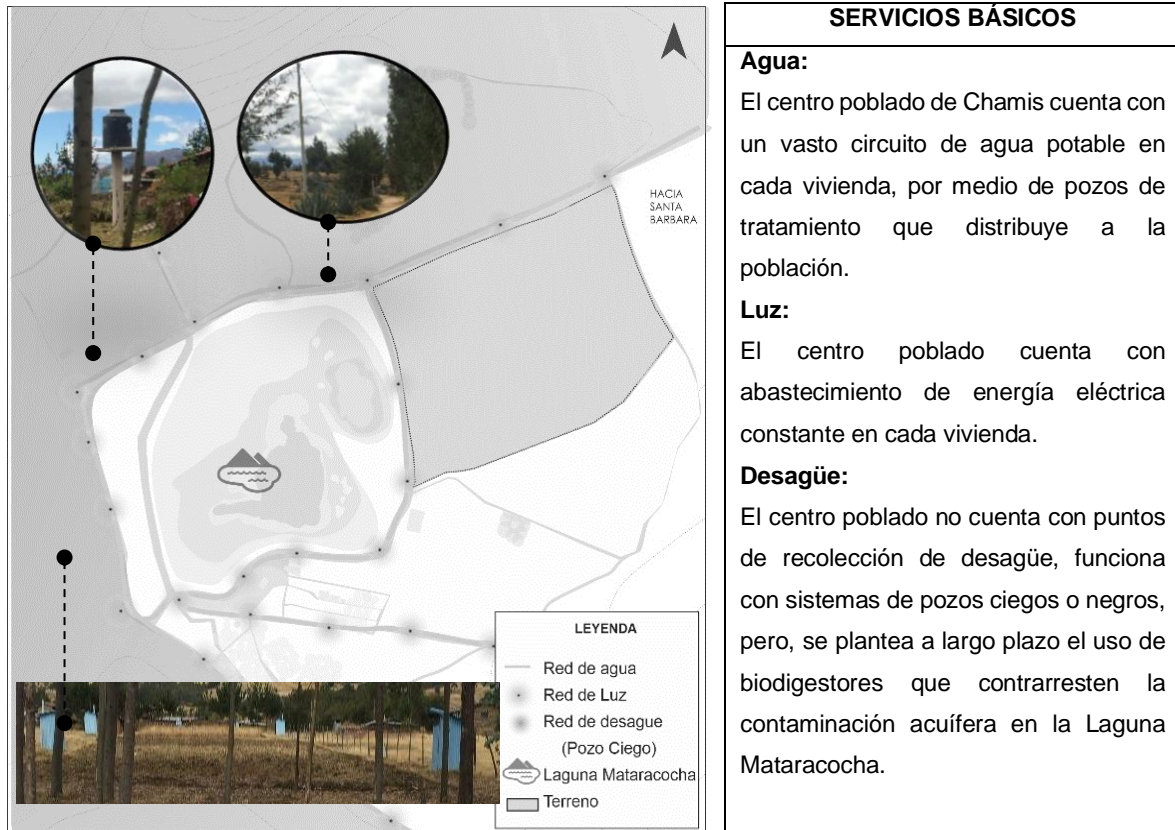 HACIA
SANTA
BARBARA
LEYENDA
Red de agua
Red de Luz
Red de desague
(Pozo Ciego)
Laguna Mataracocha
Terreno
SERVICIOS BÁSICOS
Agua:
El centro poblado de Chamis cuenta con
un vasto circuito de agua potable en
cada vivienda, por medio de pozos de
tratamiento que distribuye a la
población.
Luz:
El centro poblado cuenta con
abastecimiento de energía eléctrica
constante en cada vivienda.
Desagüe:
El centro poblado no cuenta con puntos
de recolección de desagüe, funciona
con sistemas de pozos ciegos o negros,
pero, se plantea a largo plazo el uso de
biodigestores que contrarresten la
contaminación acuífera en la Laguna
Mataracocha.